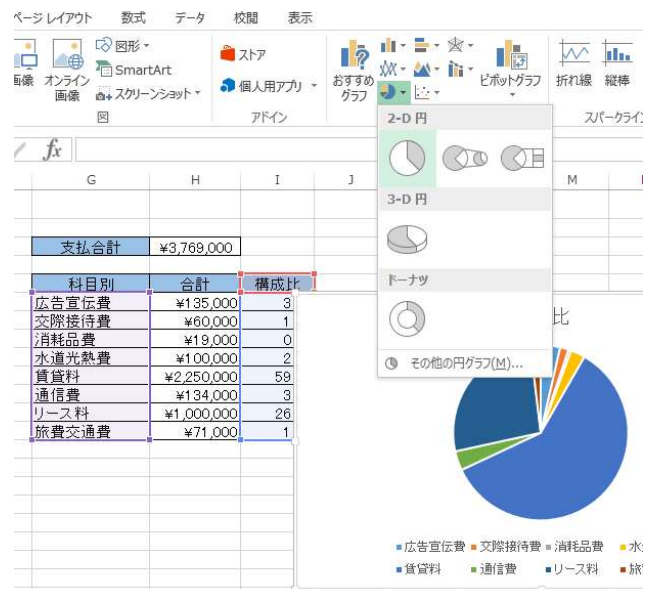 ページ レイアウト 数式 データ 校閲 表示
画像 オンライン画像 図形 SmartArt スクリーンショット
図
ストア
個人用アプリ
アドイン
おすすめグラフ
ピボットグラフ
折れ線 縦棒
スパークライン
2-D 円
3-D 円
ドーナツ
その他の円グラフ(M)...
fx
G H I J M
支払合計 ¥3,769,000
科目別 合計 構成比
広告宣伝費 ¥135,000 3
交際接待費 ¥60,000 1
消耗品費 ¥19,000 0
水道光熱費 ¥100,000 2
賃貸料 ¥2,250,000 59
通信費 ¥134,000 3
リース料 ¥1,000,000 26
旅費交通費 ¥71,000 1
比
広告宣伝費 交際接待費 消耗品費 水
賃貸料 通信費 リース料 旅